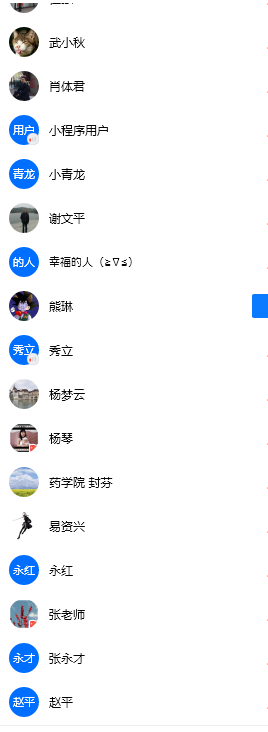 武小秋
肖体君
用户 小程序用户
青龙 小青龙
谢文平
的人 幸福的人（≧∇≦）
熊琳
秀立 秀立
杨梦云
杨琴
药学院 封芬
易资兴
永红 永红
张老师
永才 张永才
赵平 赵平